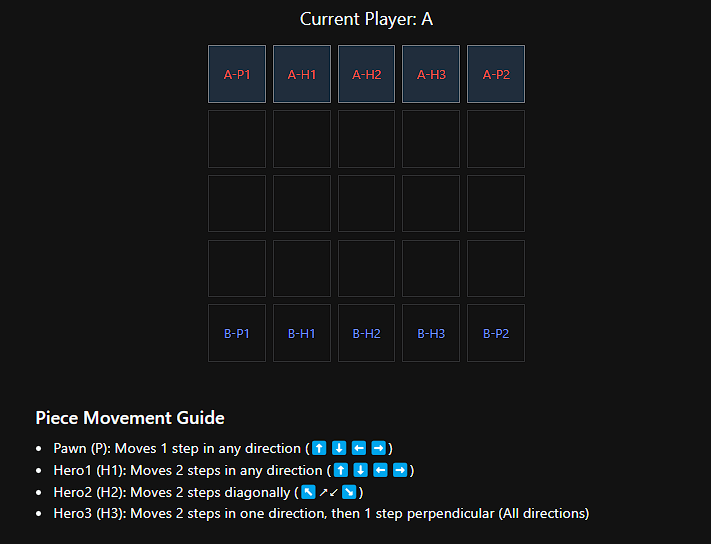 Current Player: A
A-P1 A-H1 A-H2 A-H3 A-P2
B-P1 B-H1 B-H2 B-H3 B-P2
Piece Movement Guide
• Pawn (P): Moves 1 step in any direction (⬆️ ⬇️ ⬅️ ➡️)
• Hero1 (H1): Moves 2 steps in any direction (⬆️ ⬇️ ⬅️ ➡️)
• Hero2 (H2): Moves 2 steps diagonally (↖️ ↗↙ ↘️)
• Hero3 (H3): Moves 2 steps in one direction, then 1 step perpendicular (All directions)